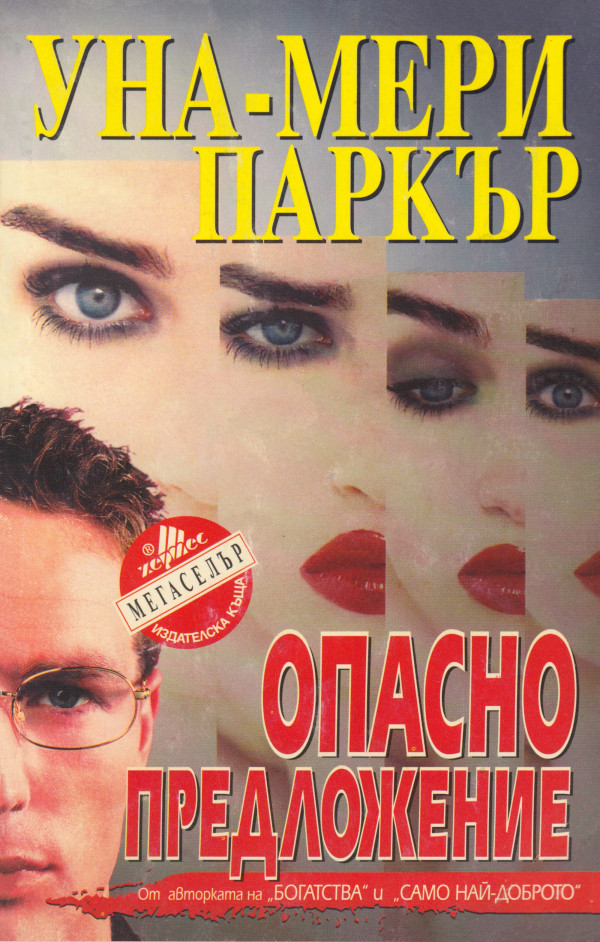 УНА-МЕРИ
ПАРКЪР
®
хермес
МЕГАСЕЛЪР
ИЗДАТЕЛСКА КЪЩА
ОПАСНО
ПРЕДЛОЖЕНИЕ
От авторката на „БОГАТСТВА“ и „САМО НАЙ-ДОБРОТО“